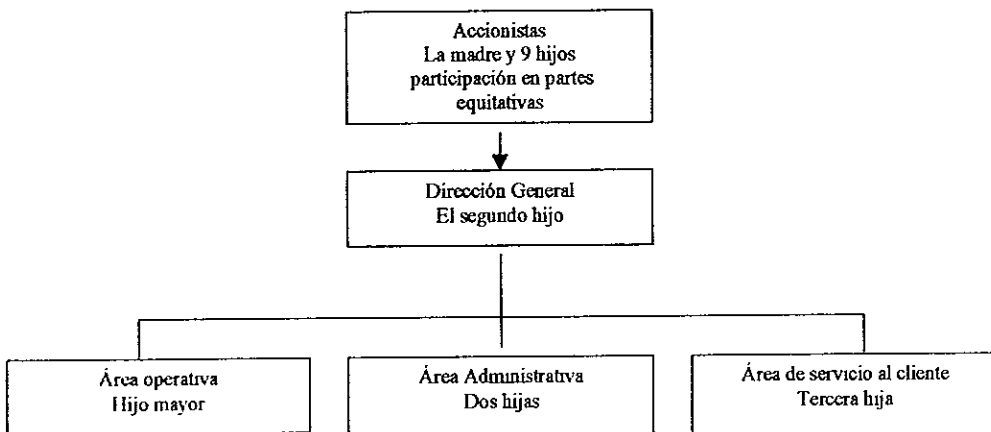 Accionistas
La madre y 9 hijos
participación en partes
equitativas
Dirección General
El segundo hijo
Área operativa
Hijo mayor
Área Administrativa
Dos hijas
Área de servicio al cliente
Tercera hija